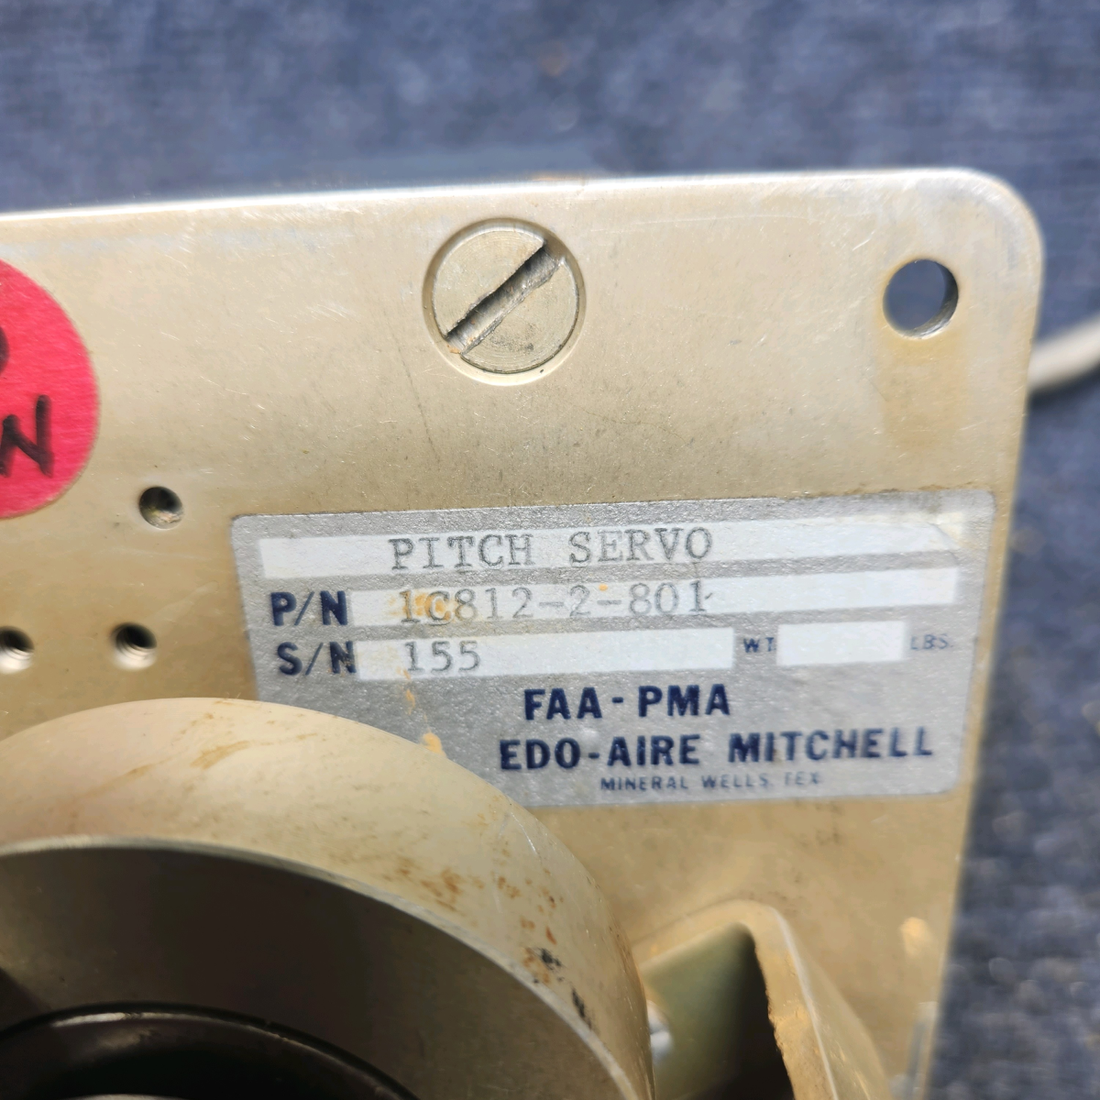 PITCH SERVO
P/N 1C812-2-801
S/N 155 WT. LBS.
FAA-PMA
EDO-AIRE MITCHELL
MINERAL WELLS, TEX.
N